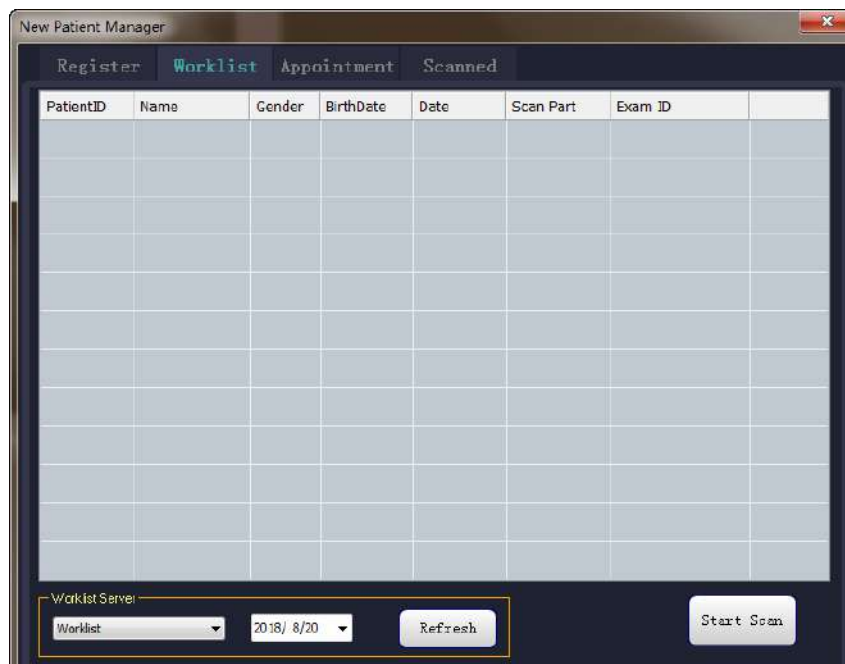 New Patient Manager
Register Worklist Appointment Scanned
PatientID Name Gender BirthDate Date Scan Part Exam ID
Worklist Server
Worklist 2018/ 8/20 Refresh Start Scan